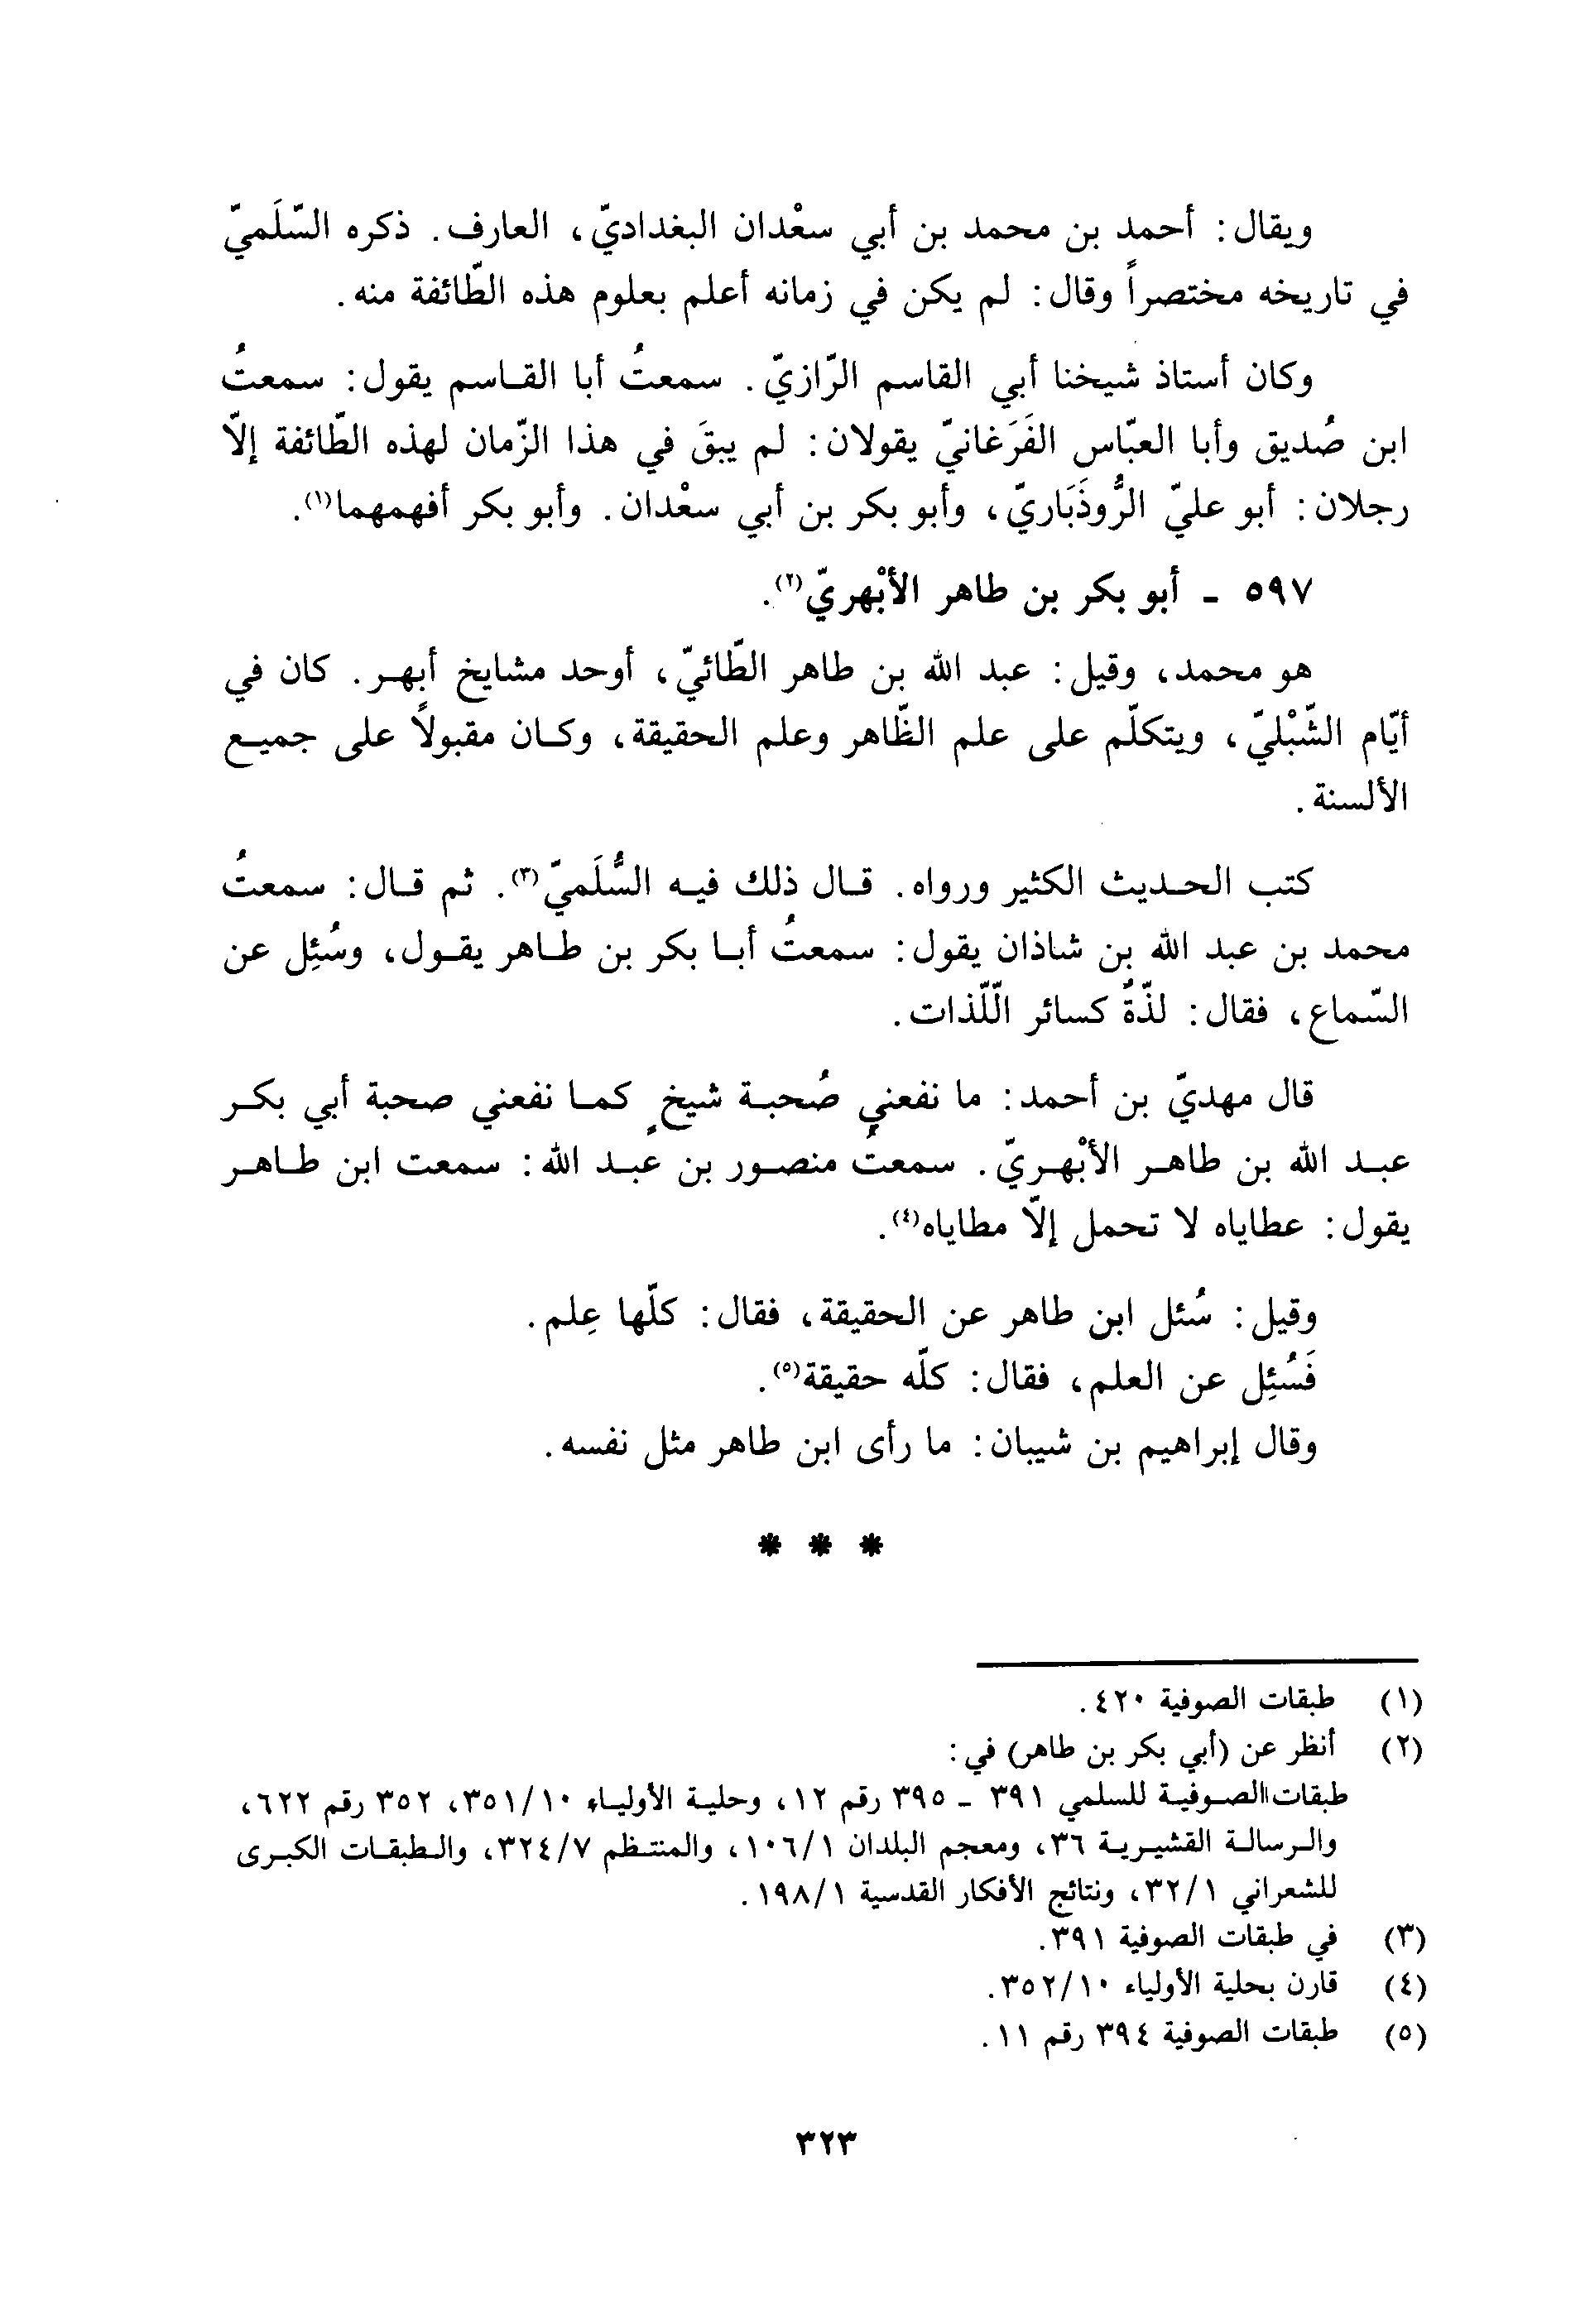 ويقال: أحمد بن محمد بن أبي سعْدان البغداديّ، العارف. ذكره السّلَميّ
في تاريخه مختصراً وقال: لم يكن في زمانه أعلم بعلوم هذه الطّائفة منه.
وكان أستاذ شيخنا أبي القاسم الرّازيّ. سمعتُ أبا القاسم يقول: سمعتُ
ابن صُديق وأبا العبّاس الفَرَغانيّ يقولان: لم يبقَ في هذا الزّمان لهذه الطّائفة إلّا
رجلان: أبو عليّ الرُّوذَبَاريّ، وأبو بكر بن أبي سعْدان. وأبو بكر أفهمهما(١).
٥٩٧ - أبو بكر بن طاهر الأبْهريّ(٢).
هو محمد، وقيل: عبد الله بن طاهر الطّائيّ، أوحد مشايخ أبهر. كان في
أيّام الشّبْليّ، ويتكلّم على علم الظّاهر وعلم الحقيقة، وكان مقبولاً على جميع
الألسنة.
كتب الحديث الكثير ورواه. قال ذلك فيه السُّلَميّ(٣). ثم قال: سمعتُ
محمد بن عبد الله بن شاذان يقول: سمعتُ أبا بكر بن طاهر يقول، وسُئِل عن
السّماع، فقال: لذّةٌ كسائر الّلّذات.
قال مهديّ بن أحمد: ما نفعني صُحبة شيخٍ كما نفعني صحبة أبي بكر
عبد الله بن طاهر الأبْهريّ. سمعتُ منصور بن عبد الله: سمعت ابن طاهر
يقول: عطاياه لا تحمل إلّا مطاياه(٤).
وقيل: سُئل ابن طاهر عن الحقيقة، فقال: كلّها عِلم.
فَسُئِل عن العلم، فقال: كلّه حقيقة(٥).
وقال إبراهيم بن شيبان: ما رأى ابن طاهر مثل نفسه.
* * *
(١) طبقات الصوفية ٤٢٠.
(٢) أنظر عن (أبي بكر بن طاهر) في:
طبقات الصوفية للسلمي ٣٩١ - ٣٩٥ رقم ١٢، وحلية الأولياء ٣٥١/١٠، ٣٥٢ رقم ٦٢٢،
والرسالة القشيرية ٣٦، ومعجم البلدان ١٠٦/١، والمنتظم ٣٢٤/٧، والطبقات الكبرى
للشعراني ٣٢/١، ونتائج الأفكار القدسية ١٩٨/١.
(٣) في طبقات الصوفية ٣٩١.
(٤) قارن بحلية الأولياء ٣٥٢/١٠.
(٥) طبقات الصوفية ٣٩٤ رقم ١١.
٣٢٣